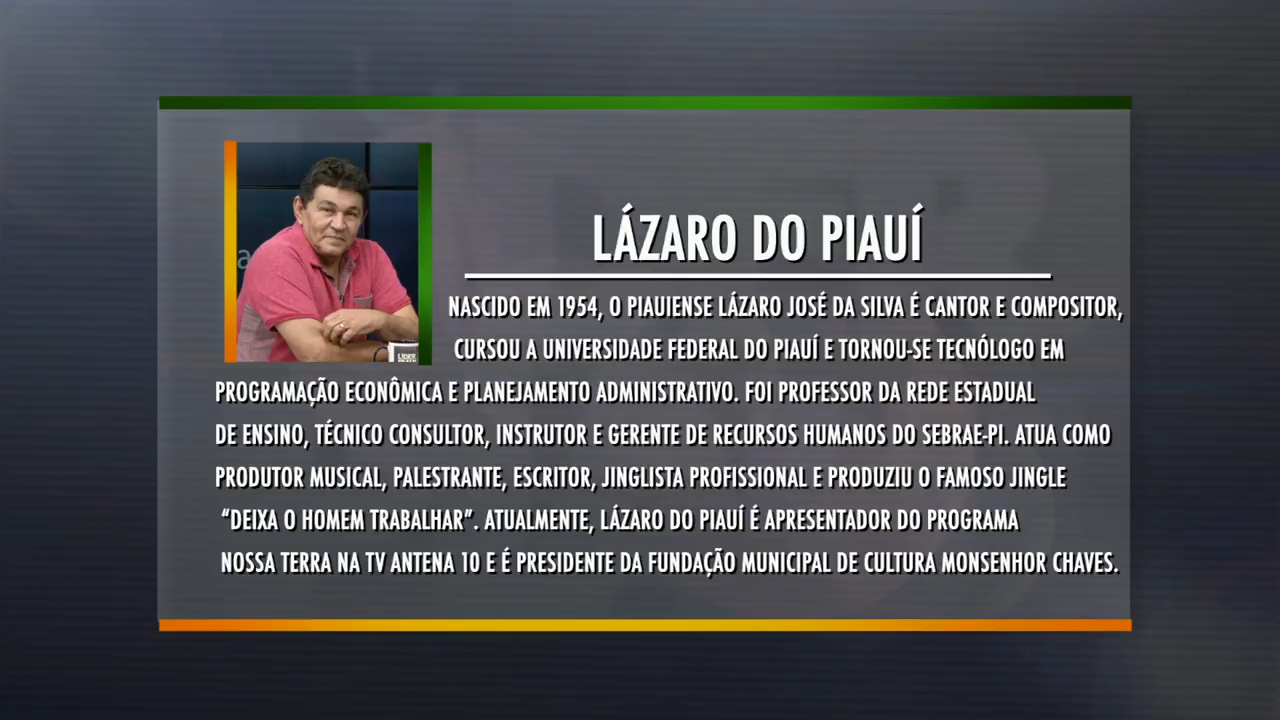 LÁZARO DO PIAUÍ
NASCIDO EM 1954, O PIAUIENSE LÁZARO JOSÉ DA SILVA É CANTOR E COMPOSITOR,
CURSOU A UNIVERSIDADE FEDERAL DO PIAUÍ E TORNOU-SE TECNÓLOGO EM
PROGRAMAÇÃO ECONÔMICA E PLANEJAMENTO ADMINISTRATIVO. FOI PROFESSOR DA REDE ESTADUAL
DE ENSINO, TÉCNICO CONSULTOR, INSTRUTOR E GERENTE DE RECURSOS HUMANOS DO SEBRAE-PI. ATUA COMO
PRODUTOR MUSICAL, PALESTRANTE, ESCRITOR, JINGLISTA PROFISSIONAL E PRODUZIU O FAMOSO JINGLE
“DEIXA O HOMEM TRABALHAR”. ATUALMENTE, LÁZARO DO PIAUÍ É APRESENTADOR DO PROGRAMA
NOSSA TERRA NA TV ANTENA 10 E É PRESIDENTE DA FUNDAÇÃO MUNICIPAL DE CULTURA MONSENHOR CHAVES.